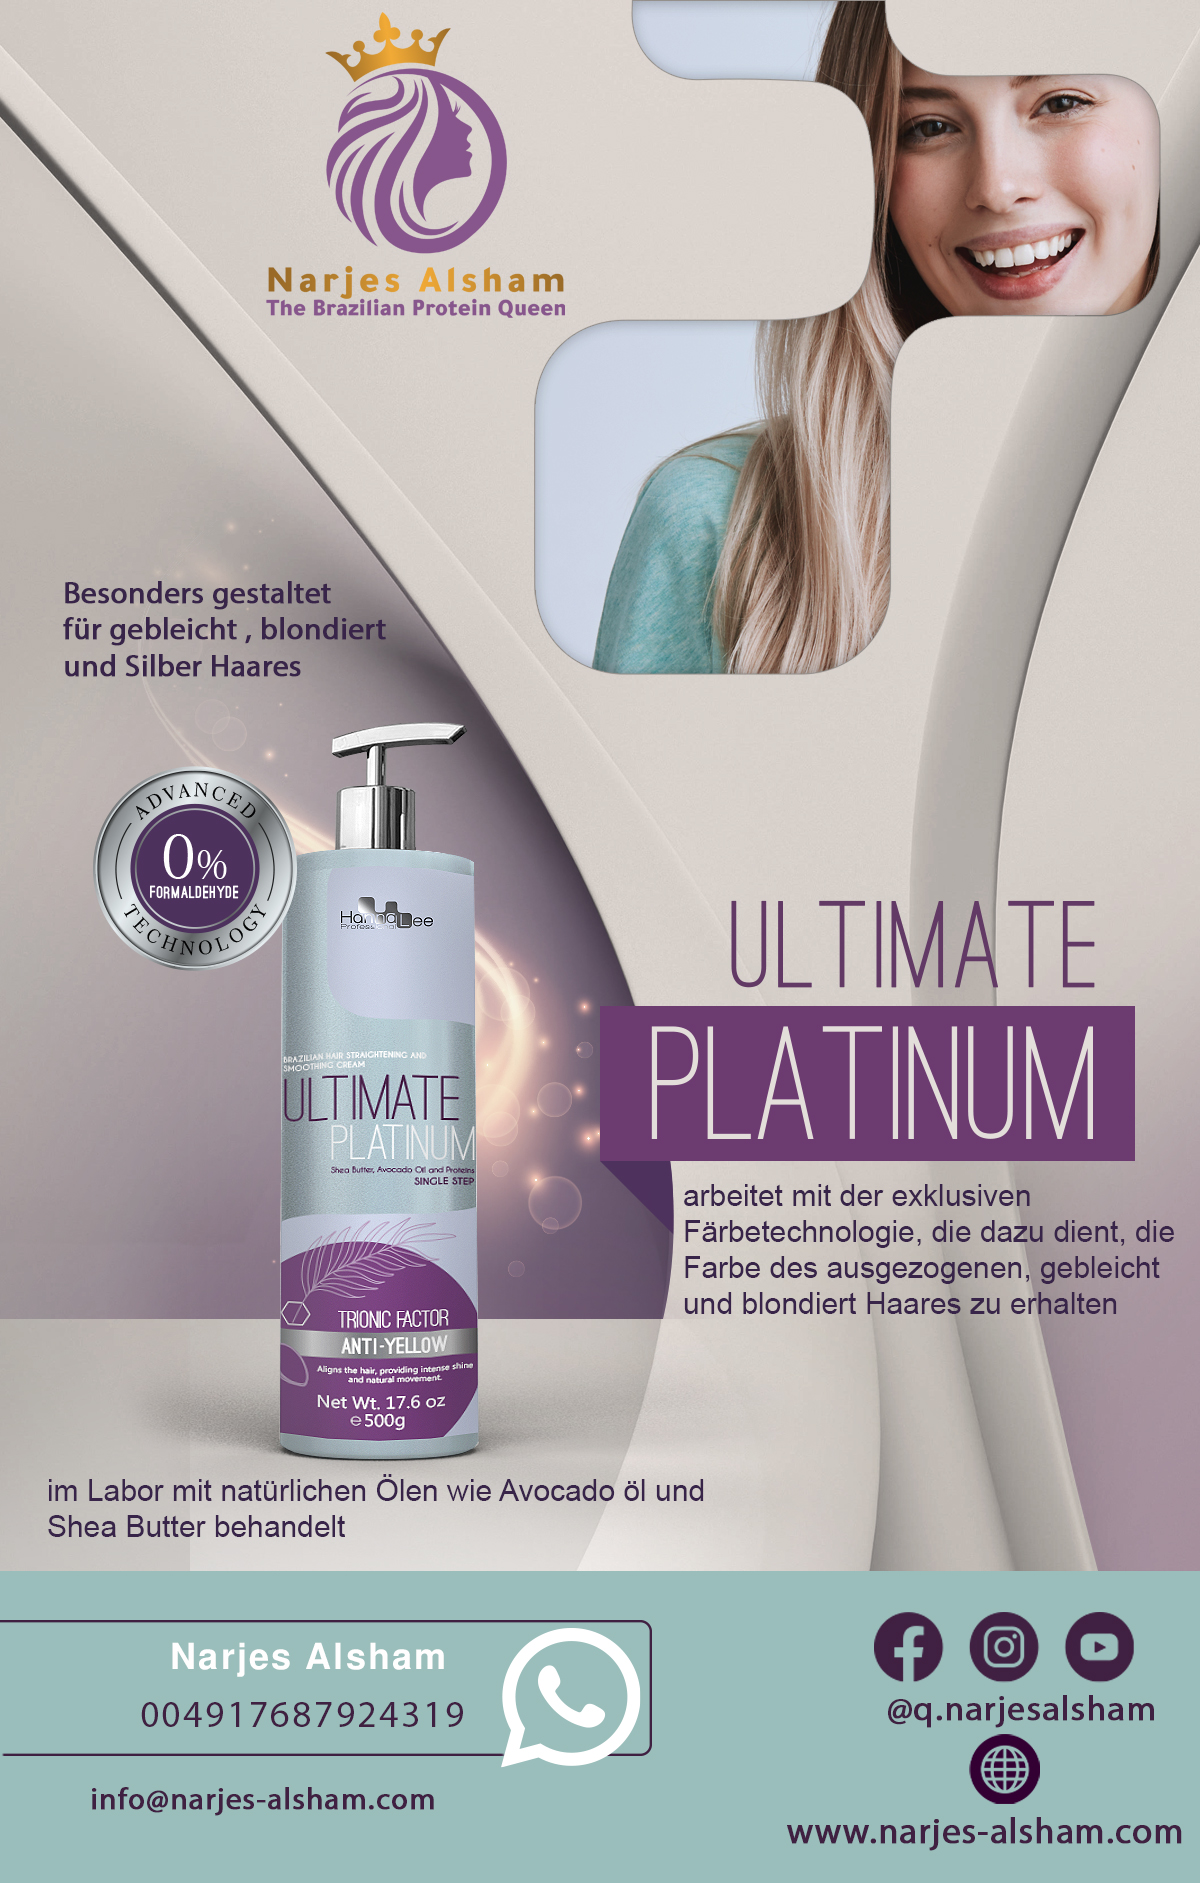 Narjes Alsham
The Brazilian Protein Queen
Besonders gestaltet
für gebleicht , blondiert
und Silber Haares
ADVANCED
0%
FORMALDEHYDE
TECHNOLOGY
HannaLee
Professional
BRAZILIAN HAIR STRAIGHTENING AND
SMOOTHING CREAM
ULTIMATE
PLATINUM
Shea Butter, Avocado Oil and Proteins
SINGLE STEP
TRIONIC FACTOR
ANTI-YELLOW
Aligns the hair, providing intense shine
and natural movement.
Net Wt. 17.6 oz
℮ 500g
ULTIMATE
PLATINUM
arbeitet mit der exklusiven
Färbetechnologie, die dazu dient, die
Farbe des ausgezogenen, gebleicht
und blondiert Haares zu erhalten
im Labor mit natürlichen Ölen wie Avocado öl und
Shea Butter behandelt
Narjes Alsham
004917687924319
info@narjes-alsham.com
@q.narjesalsham
www.narjes-alsham.com